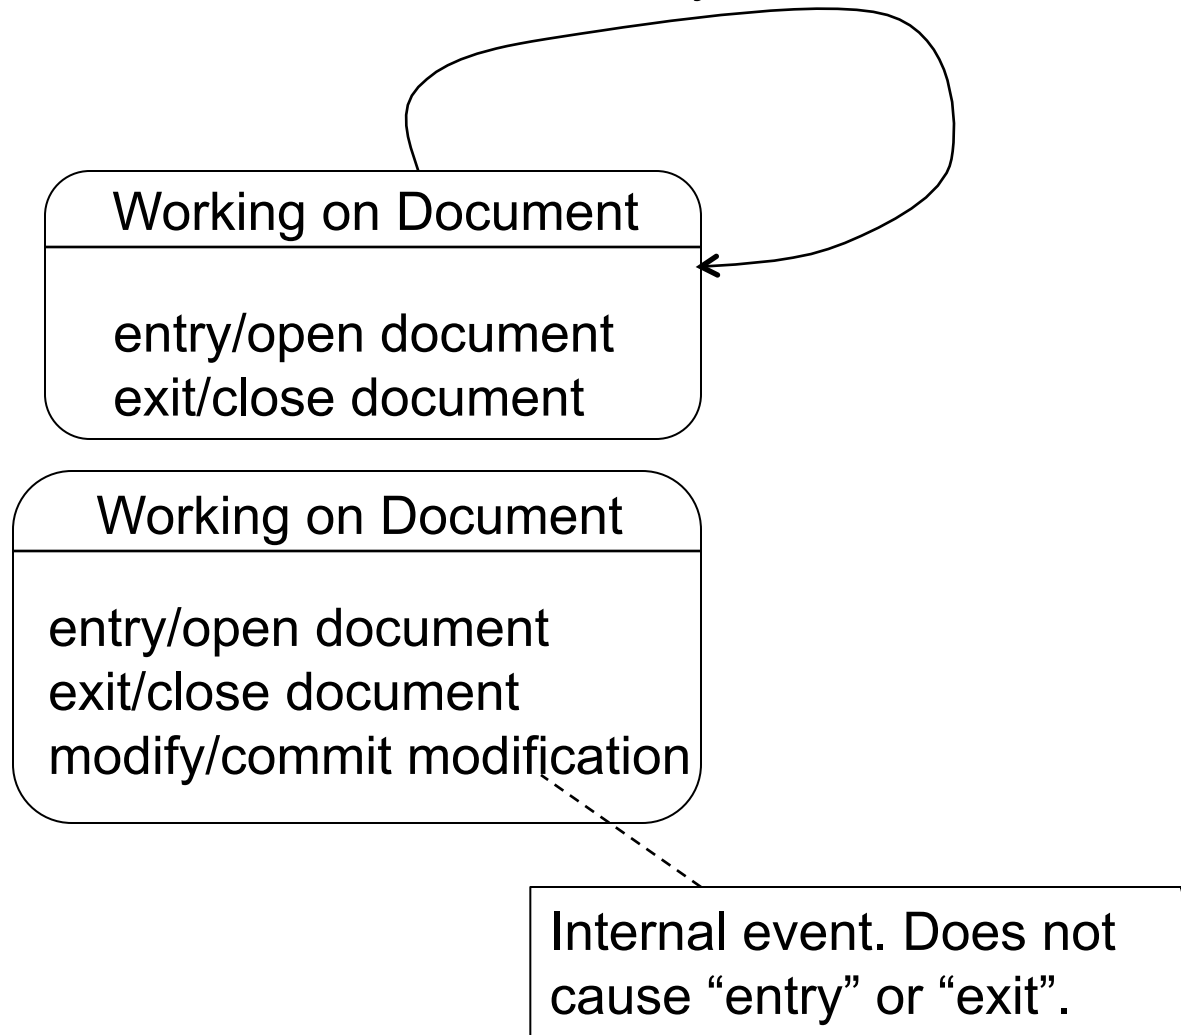 Working on Document
entry/open document
exit/close document
Working on Document
entry/open document
exit/close document
modify/commit modification
Internal event. Does not
cause “entry” or “exit”.